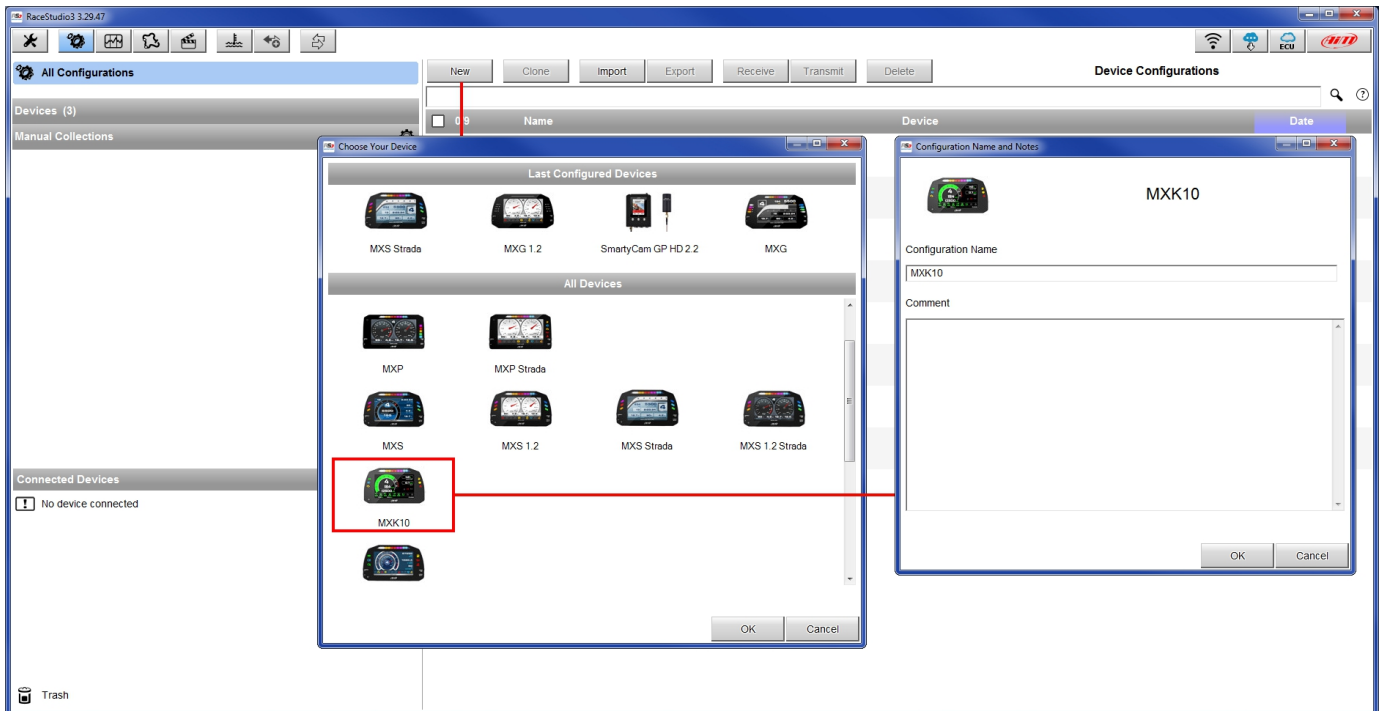 RaceStudio3 3.29.47
ECU
AiM
All Configurations
New Clone Import Export Receive Transmit Delete
Device Configurations
Devices (3)
Manual Collections
Name Device Date
Choose Your Device
Last Configured Devices
MXS Strada MXG 1.2 SmartyCam GP HD 2.2 MXG
All Devices
MXP MXP Strada
MXS MXS 1.2 MXS Strada MXS 1.2 Strada
MXK10
OK Cancel
Configuration Name and Notes
MXK10
Configuration Name
MXK10
Comment
OK Cancel
Connected Devices
No device connected
Trash